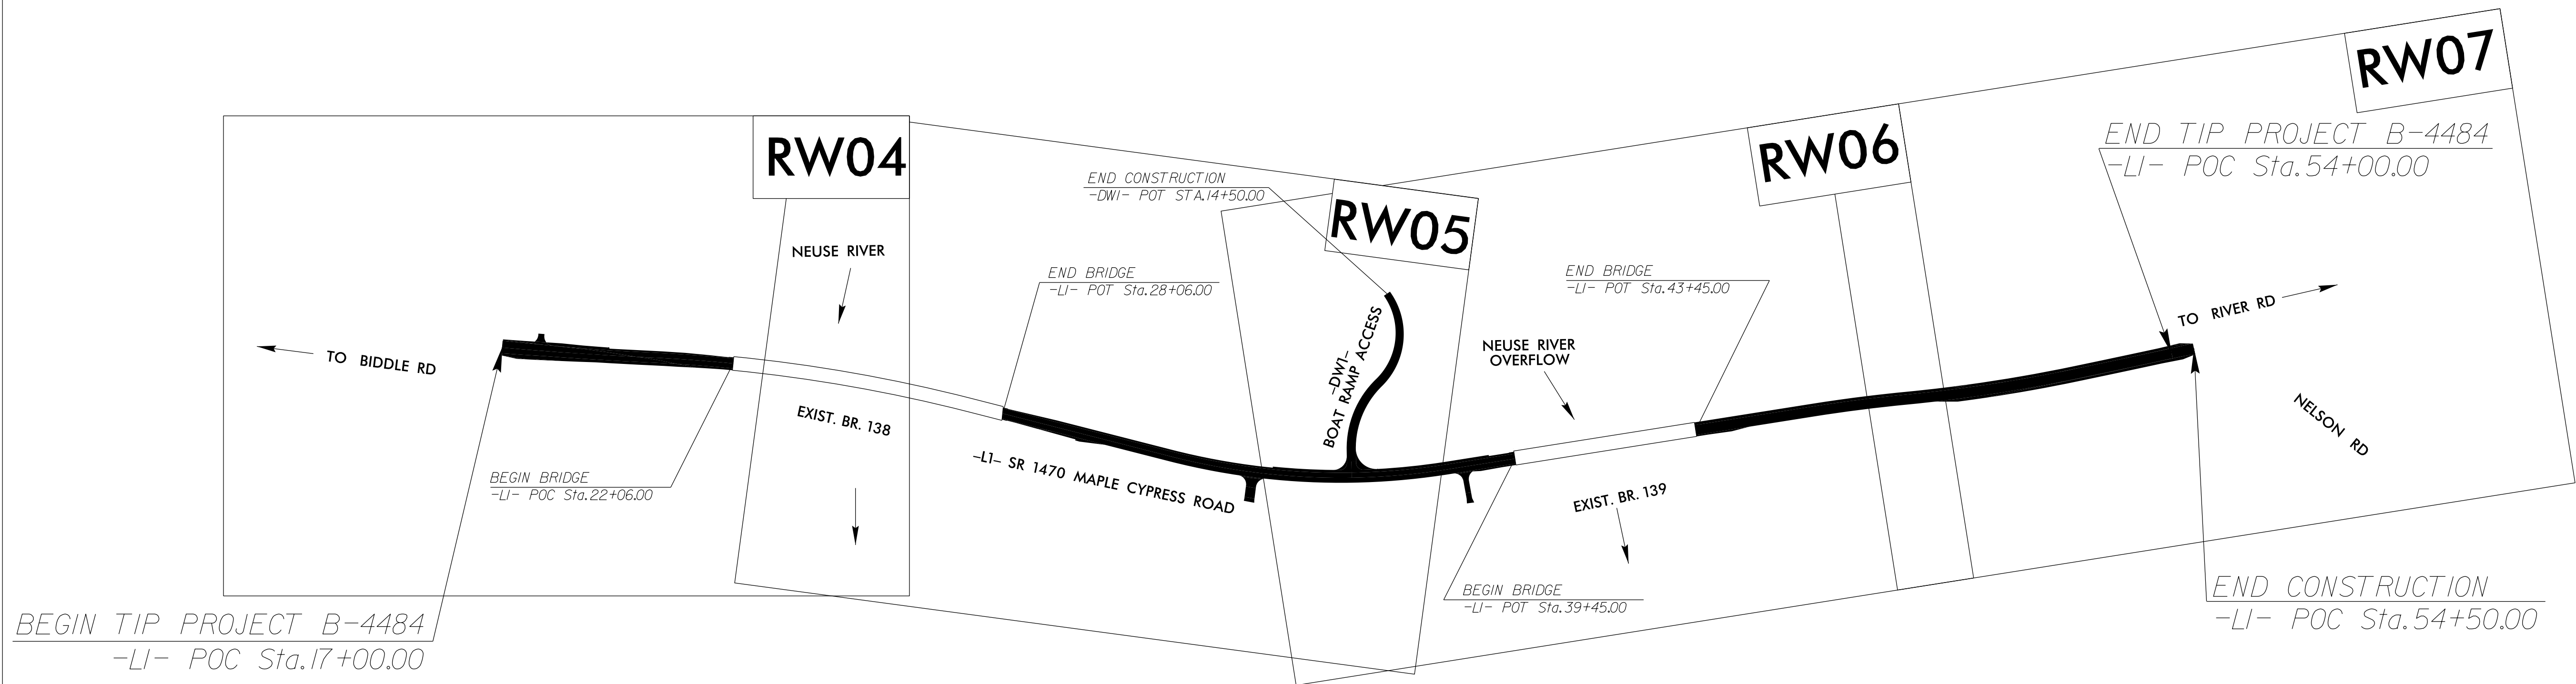 RW07
RW04
RW06
END TIP PROJECT B-4484
-L1- POC Sta.54+00.00
END CONSTRUCTION
-DW1- POT STA.14+50.00
RW05
NEUSE RIVER
END BRIDGE
-L1- POT Sta.28+06.00
END BRIDGE
-L1- POT Sta.43+45.00
TO RIVER RD
TO BIDDLE RD
-DW1-
BOAT RAMP ACCESS
NEUSE RIVER
OVERFLOW
NELSON RD
EXIST. BR. 138
-L1- SR 1470 MAPLE CYPRESS ROAD
BEGIN BRIDGE
-L1- POC Sta.22+06.00
EXIST. BR. 139
BEGIN BRIDGE
-L1- POT Sta.39+45.00
BEGIN TIP PROJECT B-4484
-L1- POC Sta.17+00.00
END CONSTRUCTION
-L1- POC Sta.54+50.00